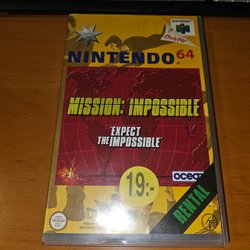 NINTENDO 64
MISSION: IMPOSSIBLE
"EXPECT
THE IMPOSSIBLE"
19:-
ocean
RENTAL